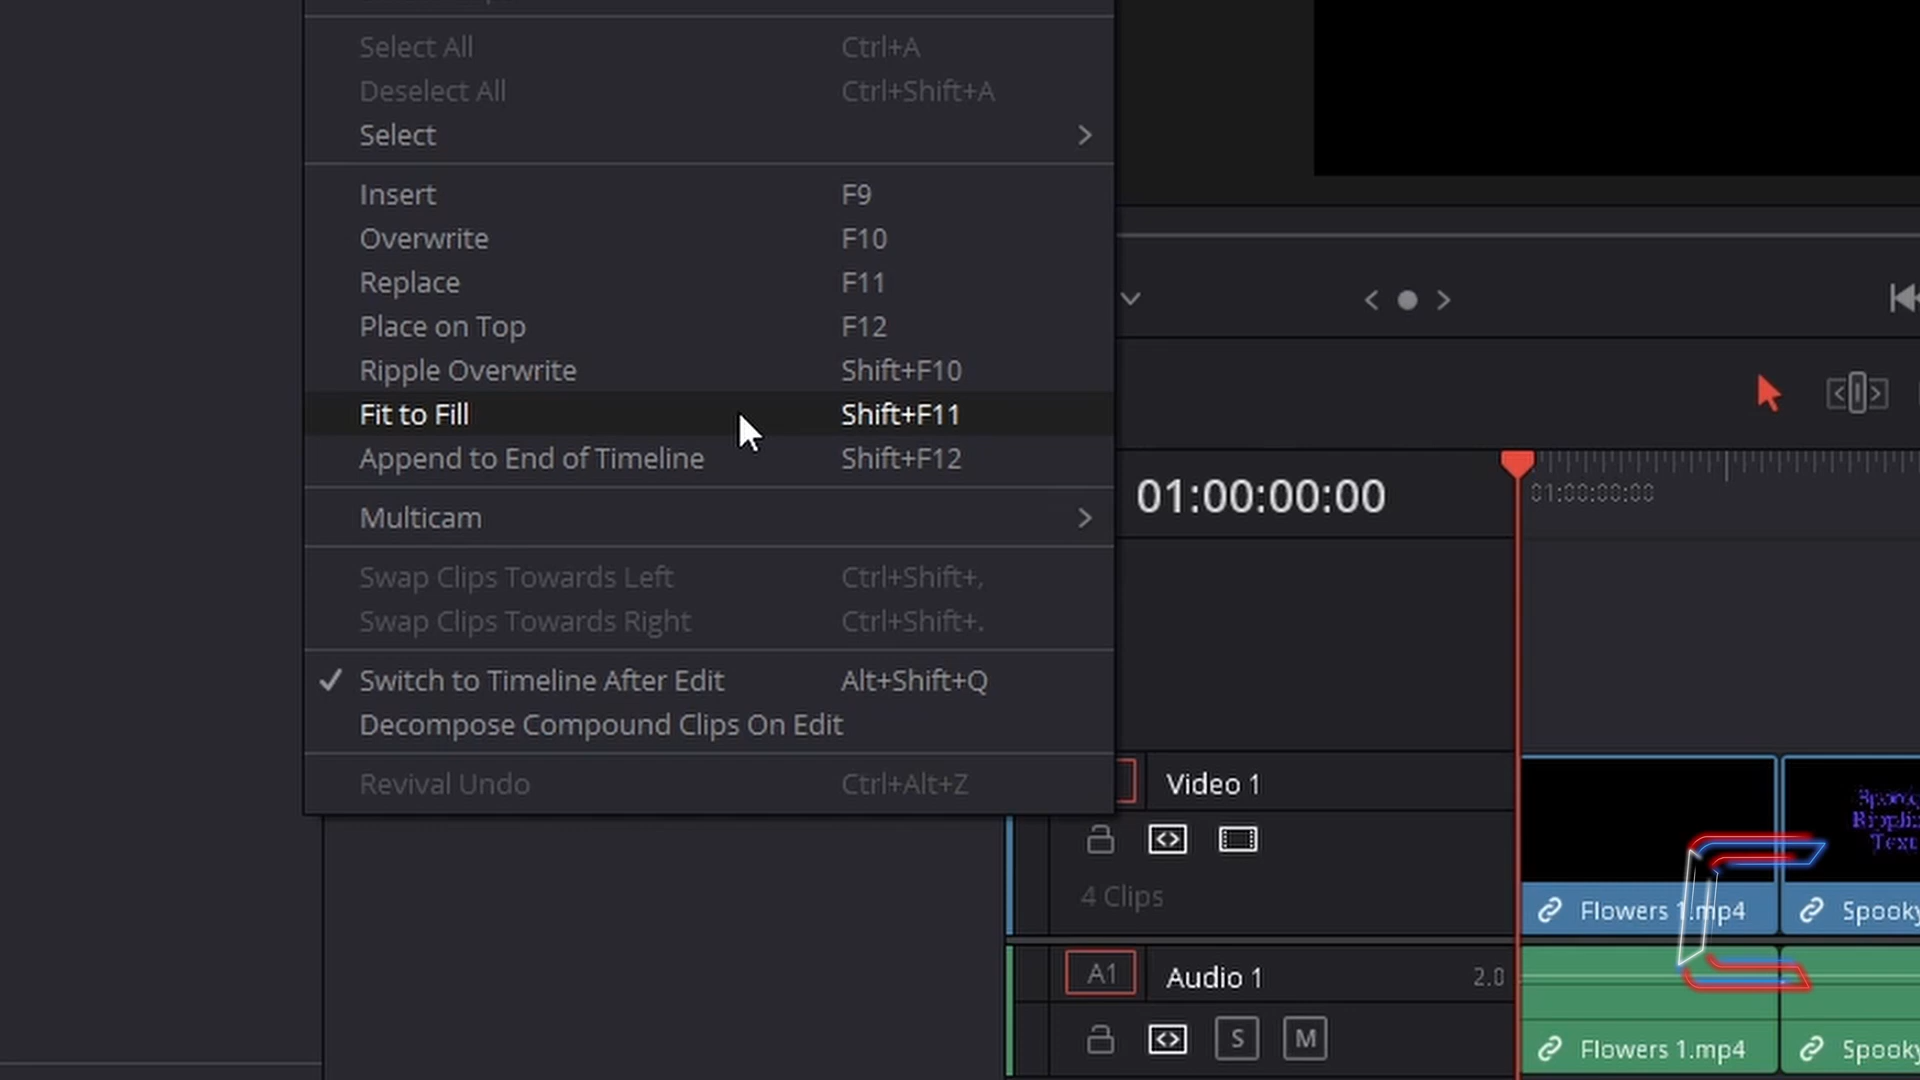 Select All Ctrl+A
Deselect All Ctrl+Shift+A
Select
Insert F9
Overwrite F10
Replace F11
Place on Top F12
Ripple Overwrite Shift+F10
Fit to Fill Shift+F11
Append to End of Timeline Shift+F12
Multicam
Swap Clips Towards Left Ctrl+Shift+,
Swap Clips Towards Right Ctrl+Shift+.
Switch to Timeline After Edit Alt+Shift+Q
Decompose Compound Clips On Edit
Revival Undo Ctrl+Alt+Z
01:00:00:00
01:00:00:00
Video 1
4 Clips
Spooky
Rippling
Text
Flowers 1.mp4
Spooky
A1 Audio 1 2.0
S M
Flowers 1.mp4
Spooky